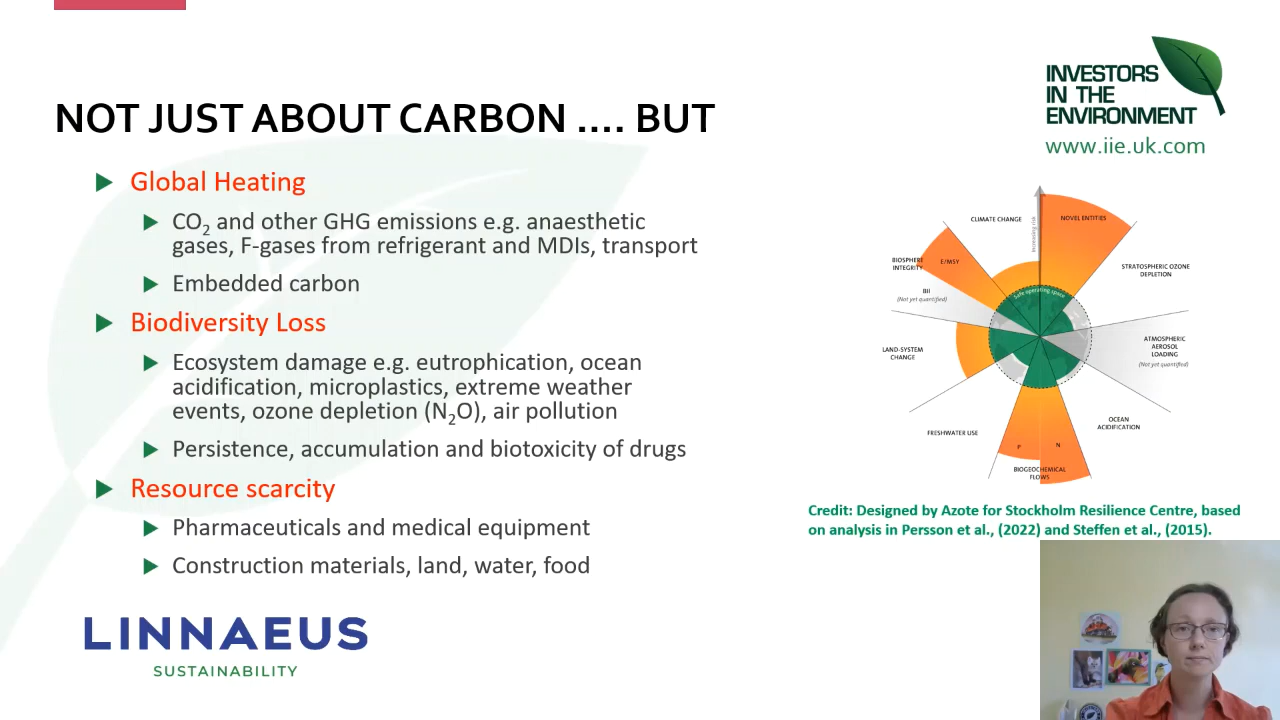 NOT JUST ABOUT CARBON .... BUT
Global Heating
CO₂ and other GHG emissions e.g. anaesthetic
gases, F-gases from refrigerant and MDIs, transport
Embedded carbon
Biodiversity Loss
Ecosystem damage e.g. eutrophication, ocean
acidification, microplastics, extreme weather
events, ozone depletion (N₂O), air pollution
Persistence, accumulation and biotoxicity of drugs
Resource scarcity
Pharmaceuticals and medical equipment
Construction materials, land, water, food
LINNAEUS
SUSTAINABILITY
INVESTORS
IN THE
ENVIRONMENT
www.iie.uk.com
CLIMATE CHANGE
Increasing risk
NOVEL ENTITIES
BIOSPHERE
INTEGRITY
E/MSY
BII
(Not yet quantified)
STRATOSPHERIC OZONE
DEPLETION
Safe operating space
LAND-SYSTEM
CHANGE
ATMOSPHERIC
AEROSOL
LOADING
(Not yet quantified)
FRESHWATER USE
OCEAN
ACIDIFICATION
P
N
BIOGEOCHEMICAL
FLOWS
Credit: Designed by Azote for Stockholm Resilience Centre, based
on analysis in Persson et al., (2022) and Steffen et al., (2015).